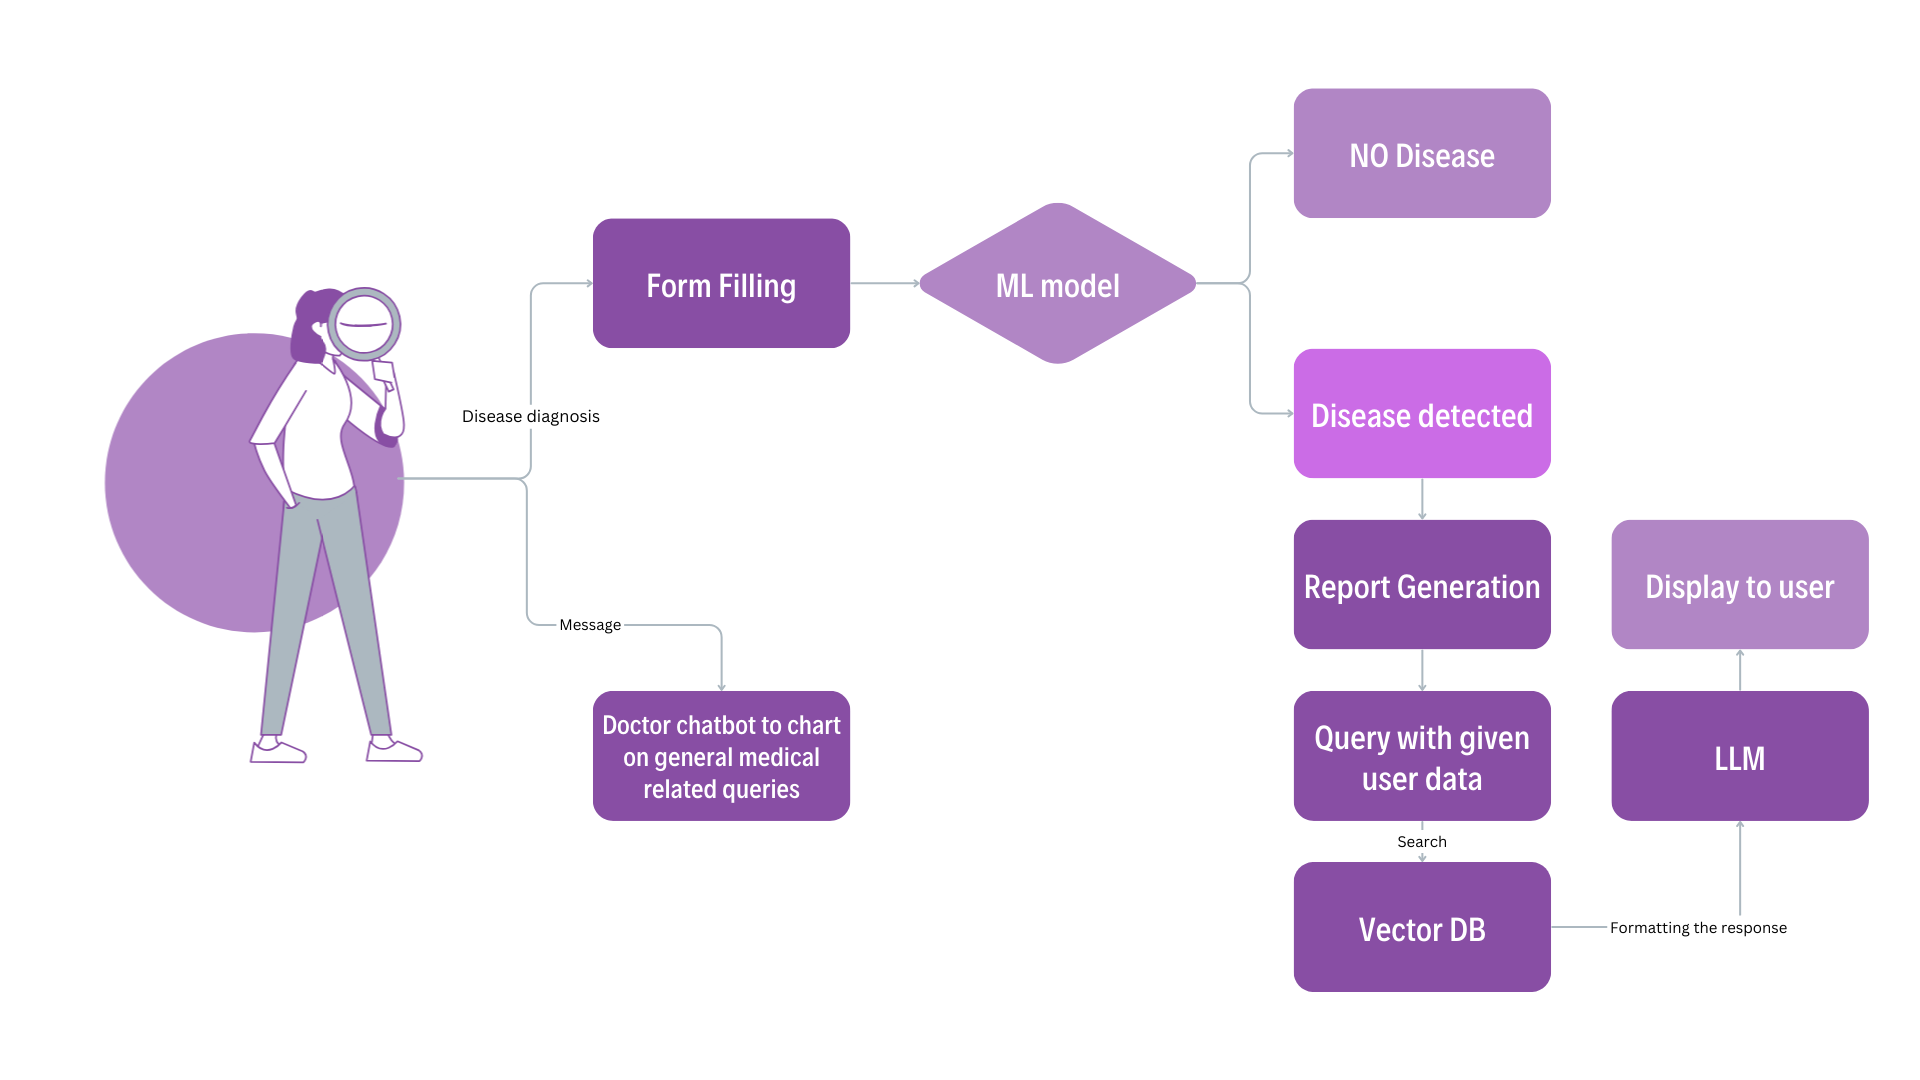 NO Disease
Form Filling
ML model
Disease diagnosis
Disease detected
Report Generation
Display to user
Message
Doctor chatbot to chart
on general medical
related queries
Query with given
user data
LLM
Search
Vector DB
Formatting the response